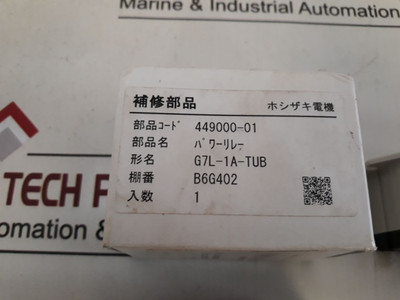 Marine & Industrial Automation
TECH
omation &
補修部品 ホシザキ電機
部品ｺｰﾄﾞ 449000-01
部品名 ﾊﾟﾜｰﾘﾚｰ
形名 G7L-1A-TUB
棚番 B6G402
入数 1